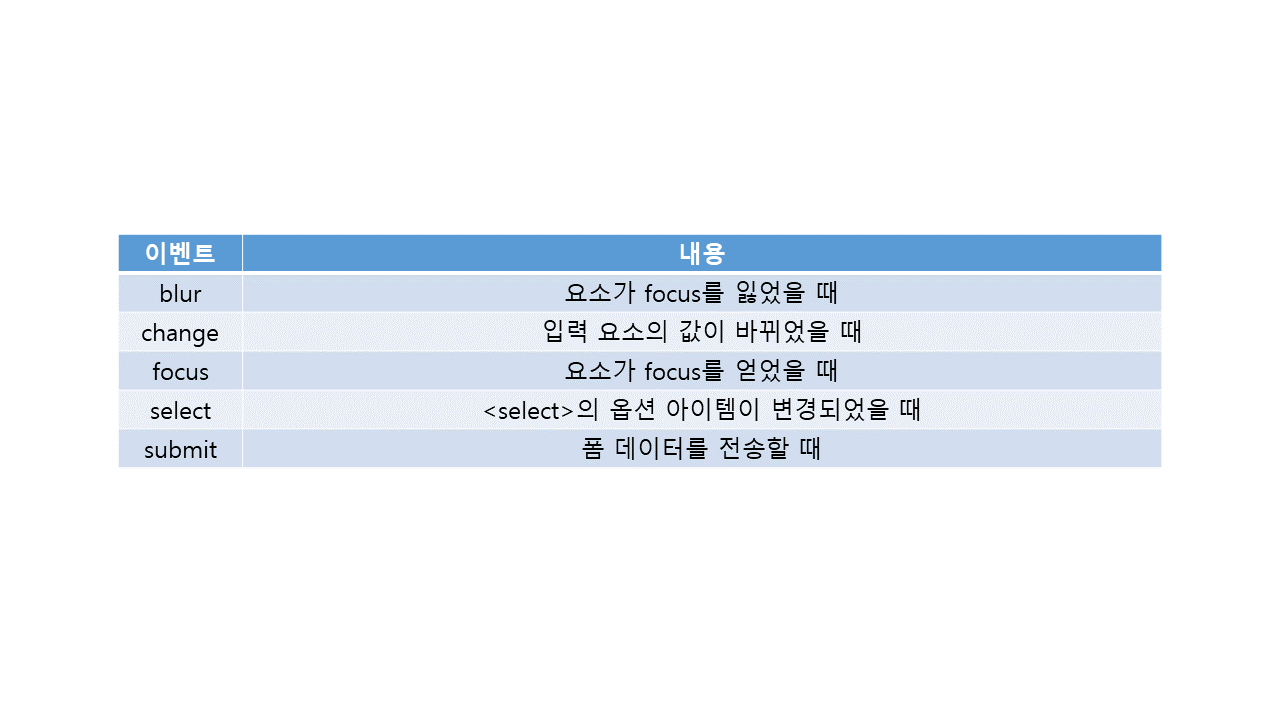 이벤트 내용
blur 요소가 focus를 잃었을 때
change 입력 요소의 값이 바뀌었을 때
focus 요소가 focus를 얻었을 때
select <select>의 옵션 아이템이 변경되었을 때
submit 폼 데이터를 전송할 때